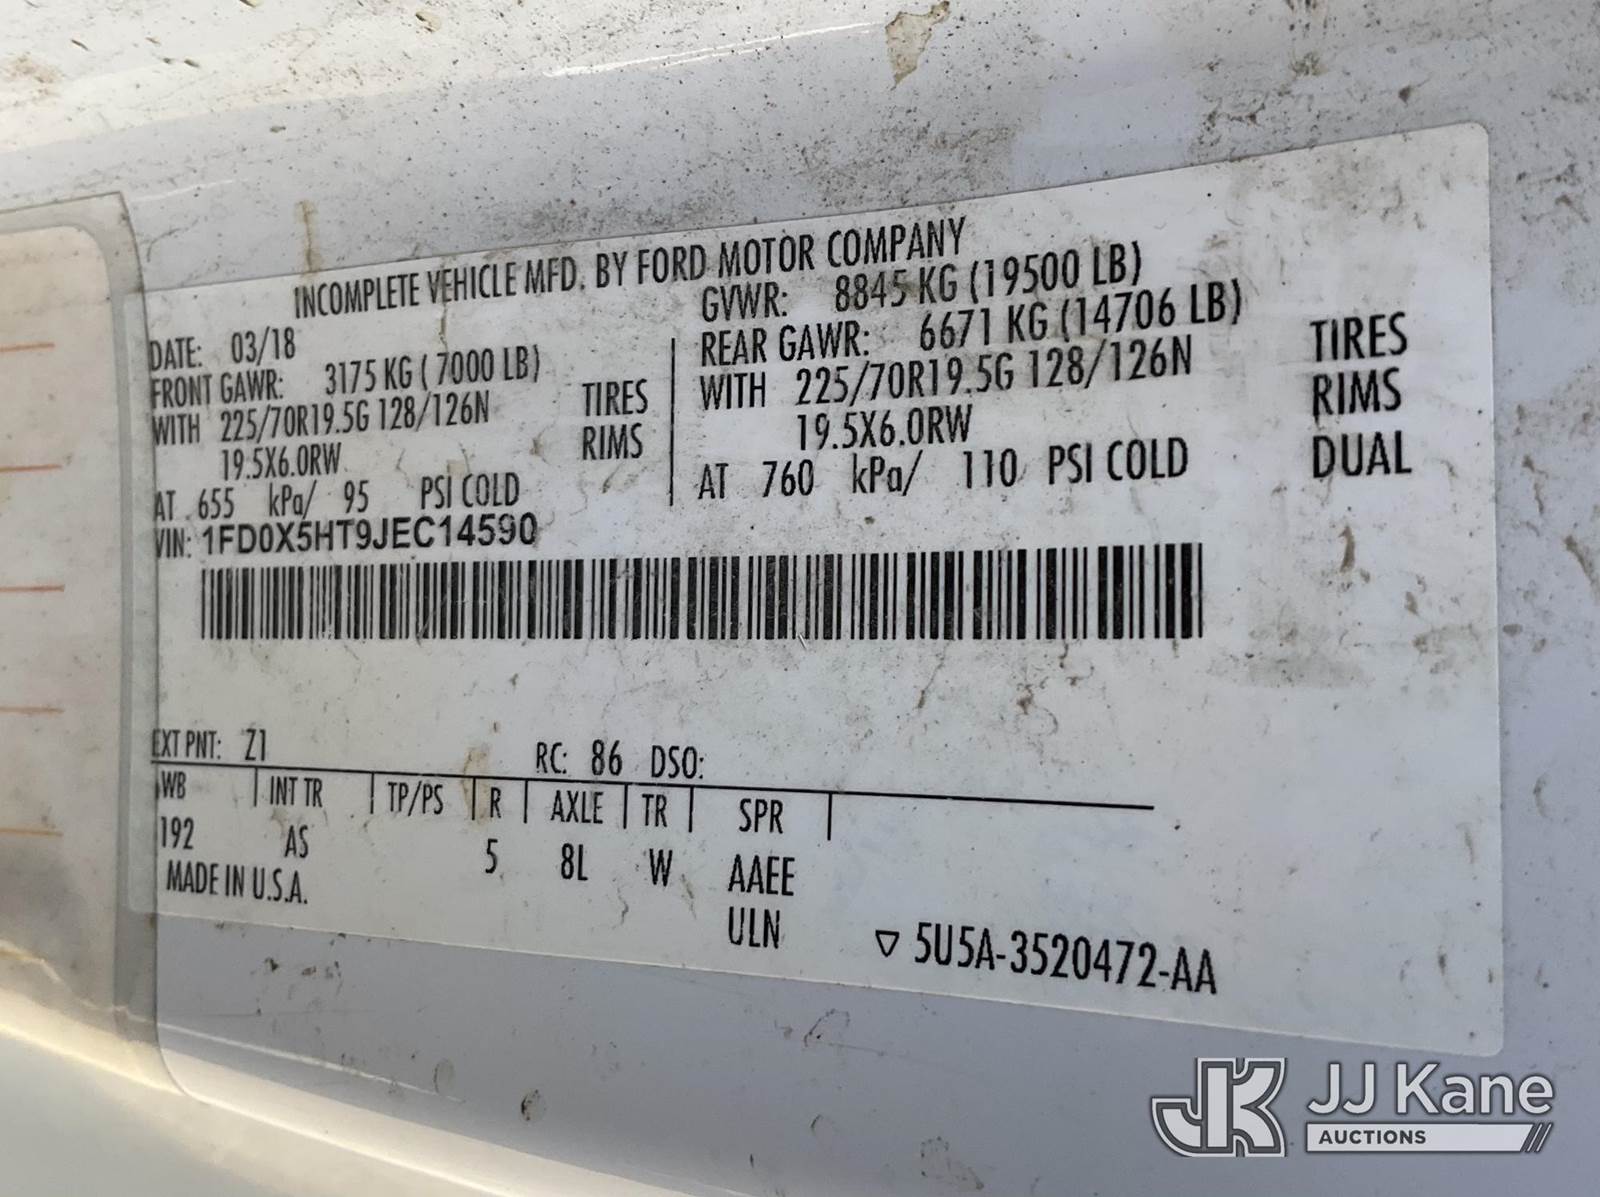 INCOMPLETE VEHICLE MFD. BY FORD MOTOR COMPANY
DATE: 03/18 GVWR: 8845 KG (19500 LB)
FRONT GAWR: 3175 KG ( 7000 LB) REAR GAWR: 6671 KG (14706 LB)
WITH 225/70R19.5G 128/126N TIRES WITH 225/70R19.5G 128/126N TIRES
19.5X6.0RW RIMS 19.5X6.0RW RIMS
AT 655 kPa/ 95 PSI COLD AT 760 kPa/ 110 PSI COLD DUAL
VIN: 1FD0X5HT9JEC14590
EXT PNT: Z1 RC: 86 DSO:
WB INT TR TP/PS R AXLE TR SPR
192 AS 5 8L W AAEE
MADE IN U.S.A. ULN
▽ 5U5A-3520472-AA
JK JJ Kane
AUCTIONS